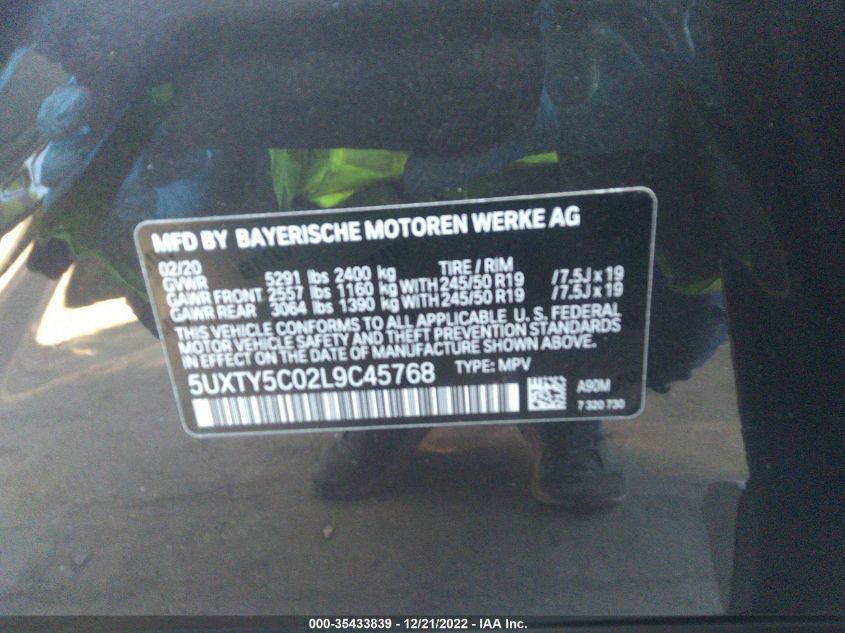 MFD BY BAYERISCHE MOTOREN WERKE AG
02/20 TIRE / RIM
GVWR 5291 lbs 2400 kg
GAWR FRONT 2557 lbs 1160 kg WITH 245/50 R19 /7.5J x 19
GAWR REAR 3064 lbs 1390 kg WITH 245/50 R19 /7.5J x 19
THIS VEHICLE CONFORMS TO ALL APPLICABLE U. S. FEDERAL
MOTOR VEHICLE SAFETY AND THEFT PREVENTION STANDARDS
IN EFFECT ON THE DATE OF MANUFACTURE SHOWN ABOVE.
5UXTY5C02L9C45768 TYPE: MPV
A90M
7 320 730
000-35433839 - 12/21/2022 - IAA Inc.